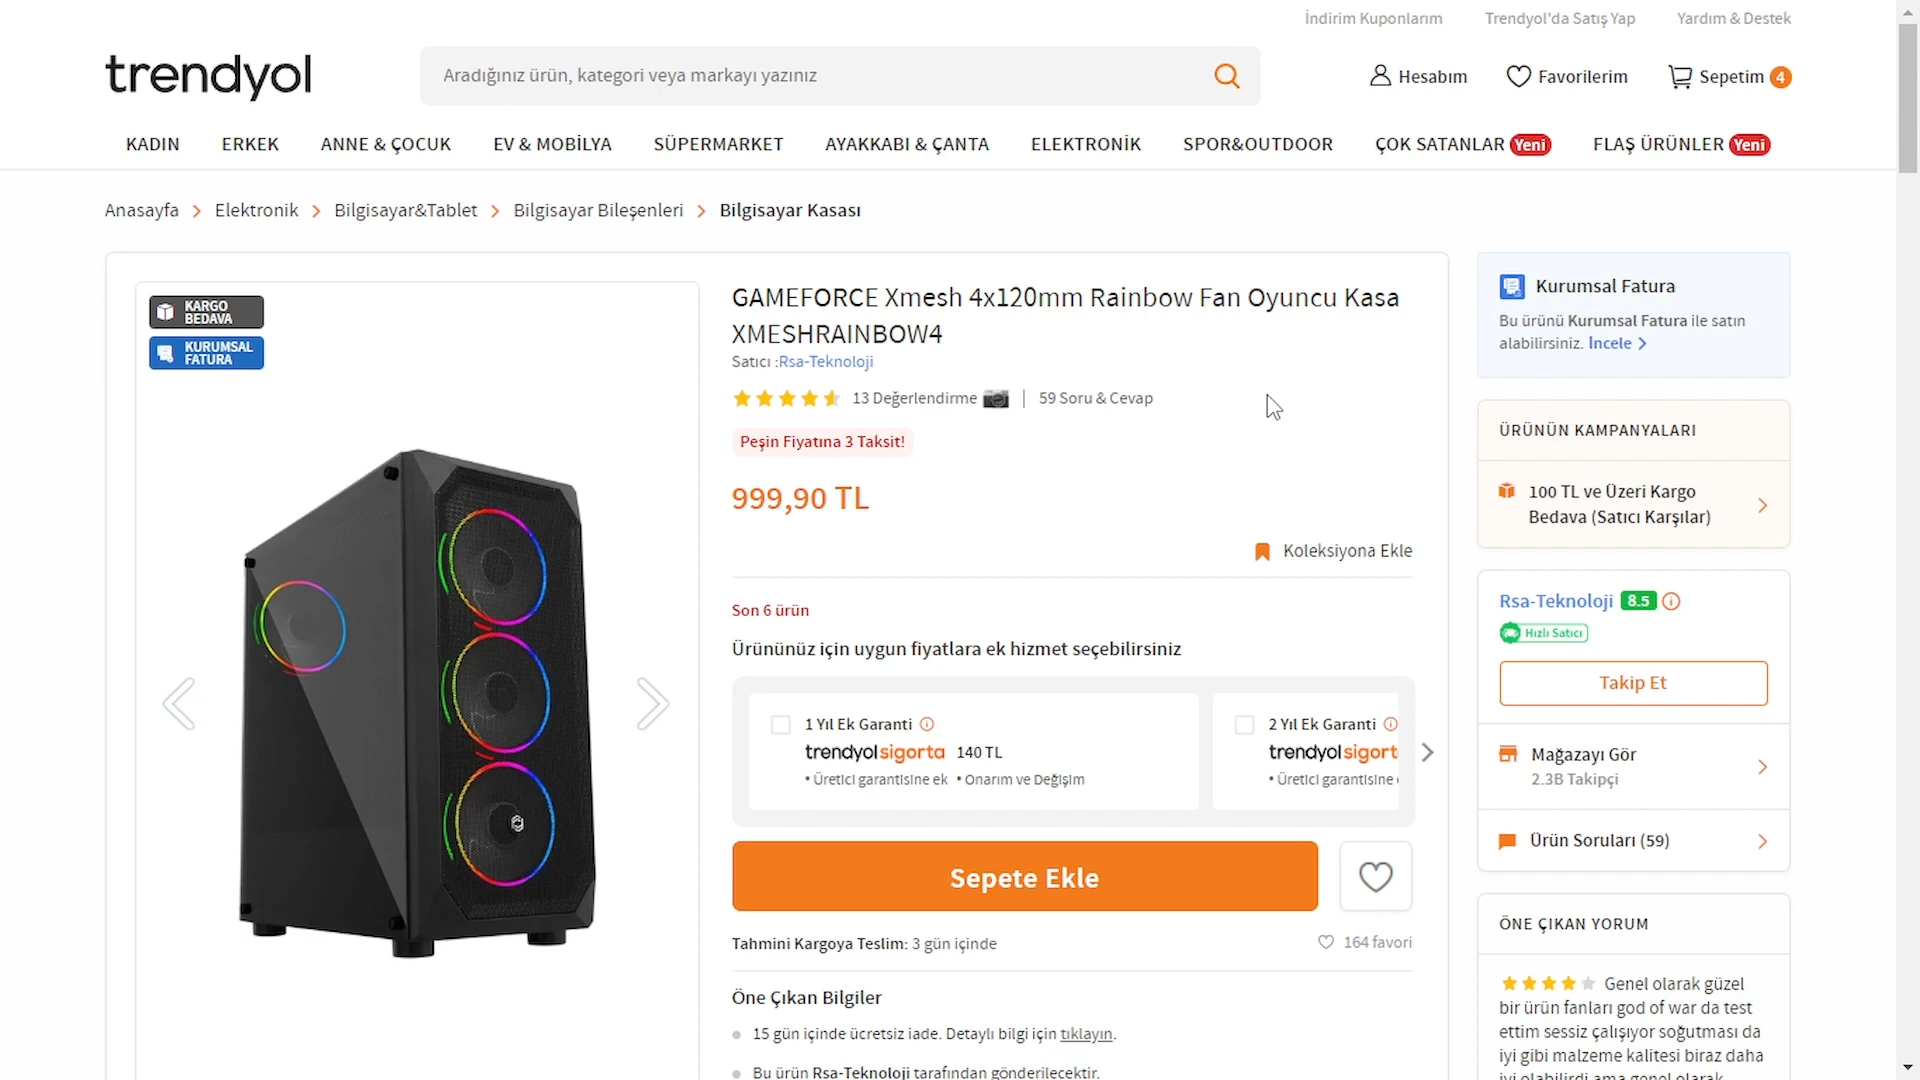 İndirim Kuponlarım Trendyol'da Satış Yap Yardım & Destek
trendyol
Aradığınız ürün, kategori veya markayı yazınız
Hesabım Favorilerim Sepetim 4
KADIN ERKEK ANNE & ÇOCUK EV & MOBİLYA SÜPERMARKET AYAKKABI & ÇANTA ELEKTRONİK SPOR&OUTDOOR ÇOK SATANLAR Yeni FLAŞ ÜRÜNLER Yeni
Anasayfa Elektronik Bilgisayar&Tablet Bilgisayar Bileşenleri Bilgisayar Kasası
KARGO
BEDAVA
KURUMSAL
FATURA
GAMEFORCE Xmesh 4x120mm Rainbow Fan Oyuncu Kasa
XMESHRAINBOW4
Satıcı :Rsa-Teknoloji
13 Değerlendirme | 59 Soru & Cevap
Peşin Fiyatına 3 Taksit!
999,90 TL
Koleksiyona Ekle
Son 6 ürün
Ürününüz için uygun fiyatlara ek hizmet seçebilirsiniz
1 Yıl Ek Garanti
trendyolsigorta 140 TL
• Üretici garantisine ek • Onarım ve Değişim
2 Yıl Ek Garanti
trendyolsigort
• Üretici garantisine
Sepete Ekle
Tahmini Kargoya Teslim: 3 gün içinde
164 favori
Öne Çıkan Bilgiler
15 gün içinde ücretsiz iade. Detaylı bilgi için tıklayın.
Bu ürün Rsa-Teknoloji tarafından gönderilecektir.
Kurumsal Fatura
Bu ürünü Kurumsal Fatura ile satın
alabilirsiniz. İncele
ÜRÜNÜN KAMPANYALARI
100 TL ve Üzeri Kargo
Bedava (Satıcı Karşılar)
Rsa-Teknoloji 8.5
Hızlı Satıcı
Takip Et
Mağazayı Gör
2.3B Takipçi
Ürün Soruları (59)
ÖNE ÇIKAN YORUM
Genel olarak güzel
bir ürün fanları god of war da test
ettim sessiz çalışıyor soğutması da
iyi gibi malzeme kalitesi biraz daha
iyi olabilirdi ama genel olarak